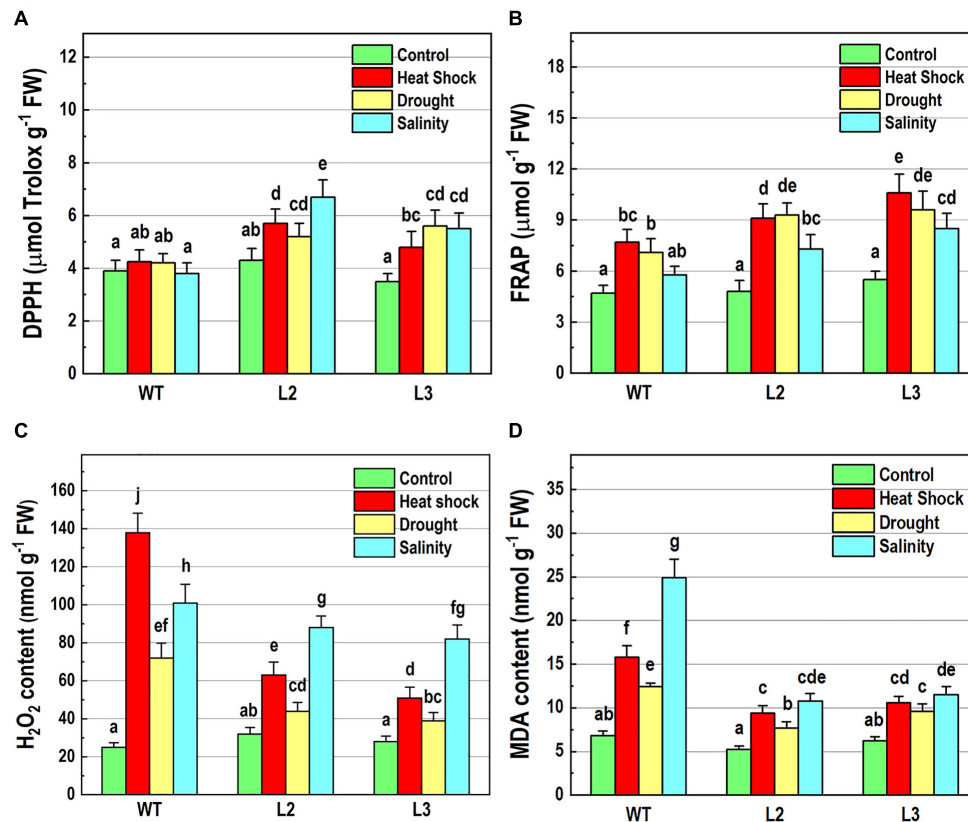 A
DPPH (μmol Trolox g-1 FW)
12
10
8
6
4
2
0
Control
Heat Shock
Drought
Salinity
a ab ab a
ab d cd e
a bc cd cd
WT L2 L3
B
FRAP (μmol g-1 FW)
18
15
12
9
6
3
0
Control
Heat Shock
Drought
Salinity
a bc b ab
a d de bc
a e de cd
WT L2 L3
C
H2O2 content (nmol g-1 FW)
160
140
120
100
80
60
40
20
0
Control
Heat shock
Drought
Salinity
a j ef h
ab e cd g
a d bc fg
WT L2 L3
D
MDA content (nmol g-1 FW)
35
30
25
20
15
10
5
0
Control
Heat Shock
Drought
Salinity
ab f e g
a c b cde
ab cd c de
WT L2 L3